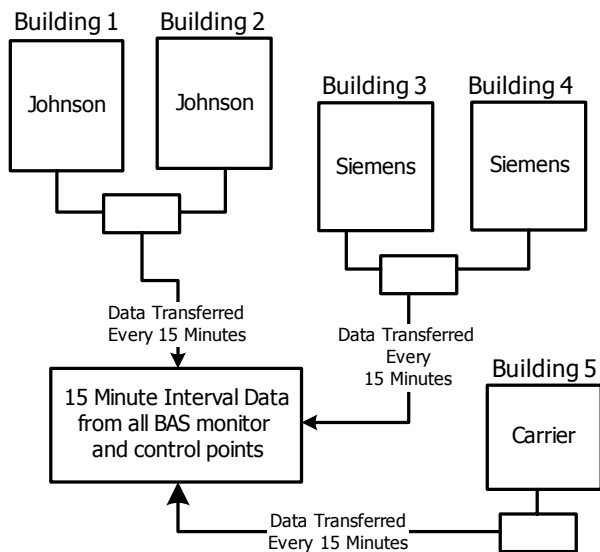 Building 1
Building 2
Johnson
Johnson
Building 3
Building 4
Siemens
Siemens
Data Transferred
Every 15 Minutes
Data Transferred
Every
15 Minutes
Building 5
Carrier
15 Minute Interval Data
from all BAS monitor
and control points
Data Transferred
Every 15 Minutes